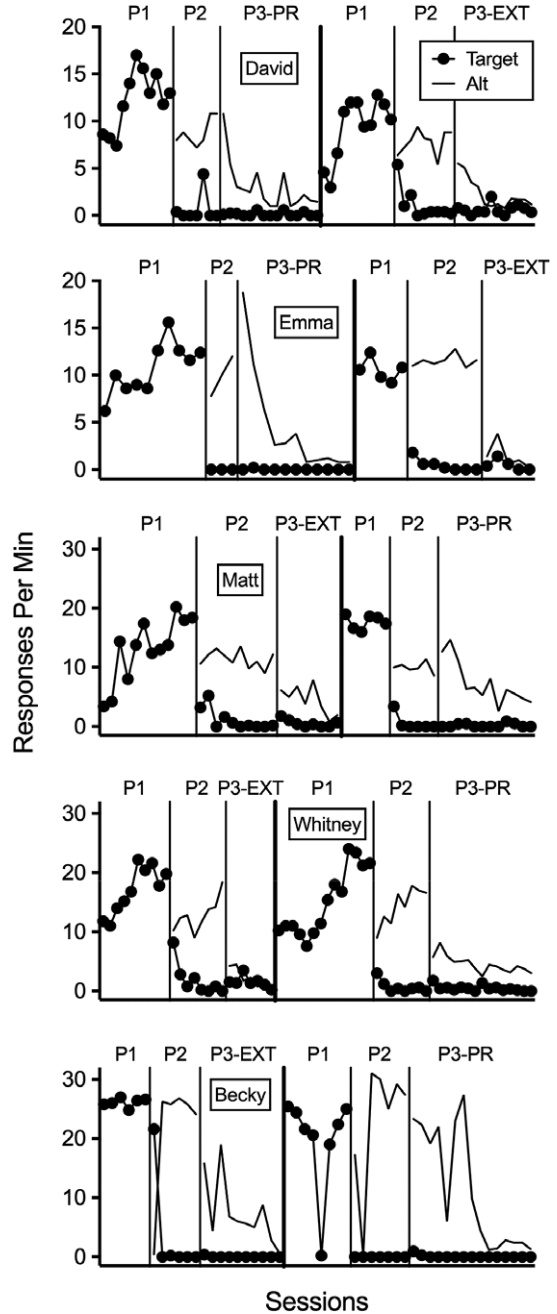 P1 P2 P3-PR P1 P2 P3-EXT
20
15
10
5
0
David
Target
Alt
P1 P2 P3-PR P1 P2 P3-EXT
20
15
10
5
0
Emma
P1 P2 P3-EXT P1 P2 P3-PR
30
20
10
0
Matt
Responses Per Min
P1 P2 P3-EXT P1 P2 P3-PR
30
20
10
0
Whitney
P1 P2 P3-EXT P1 P2 P3-PR
30
20
10
0
Becky
Sessions